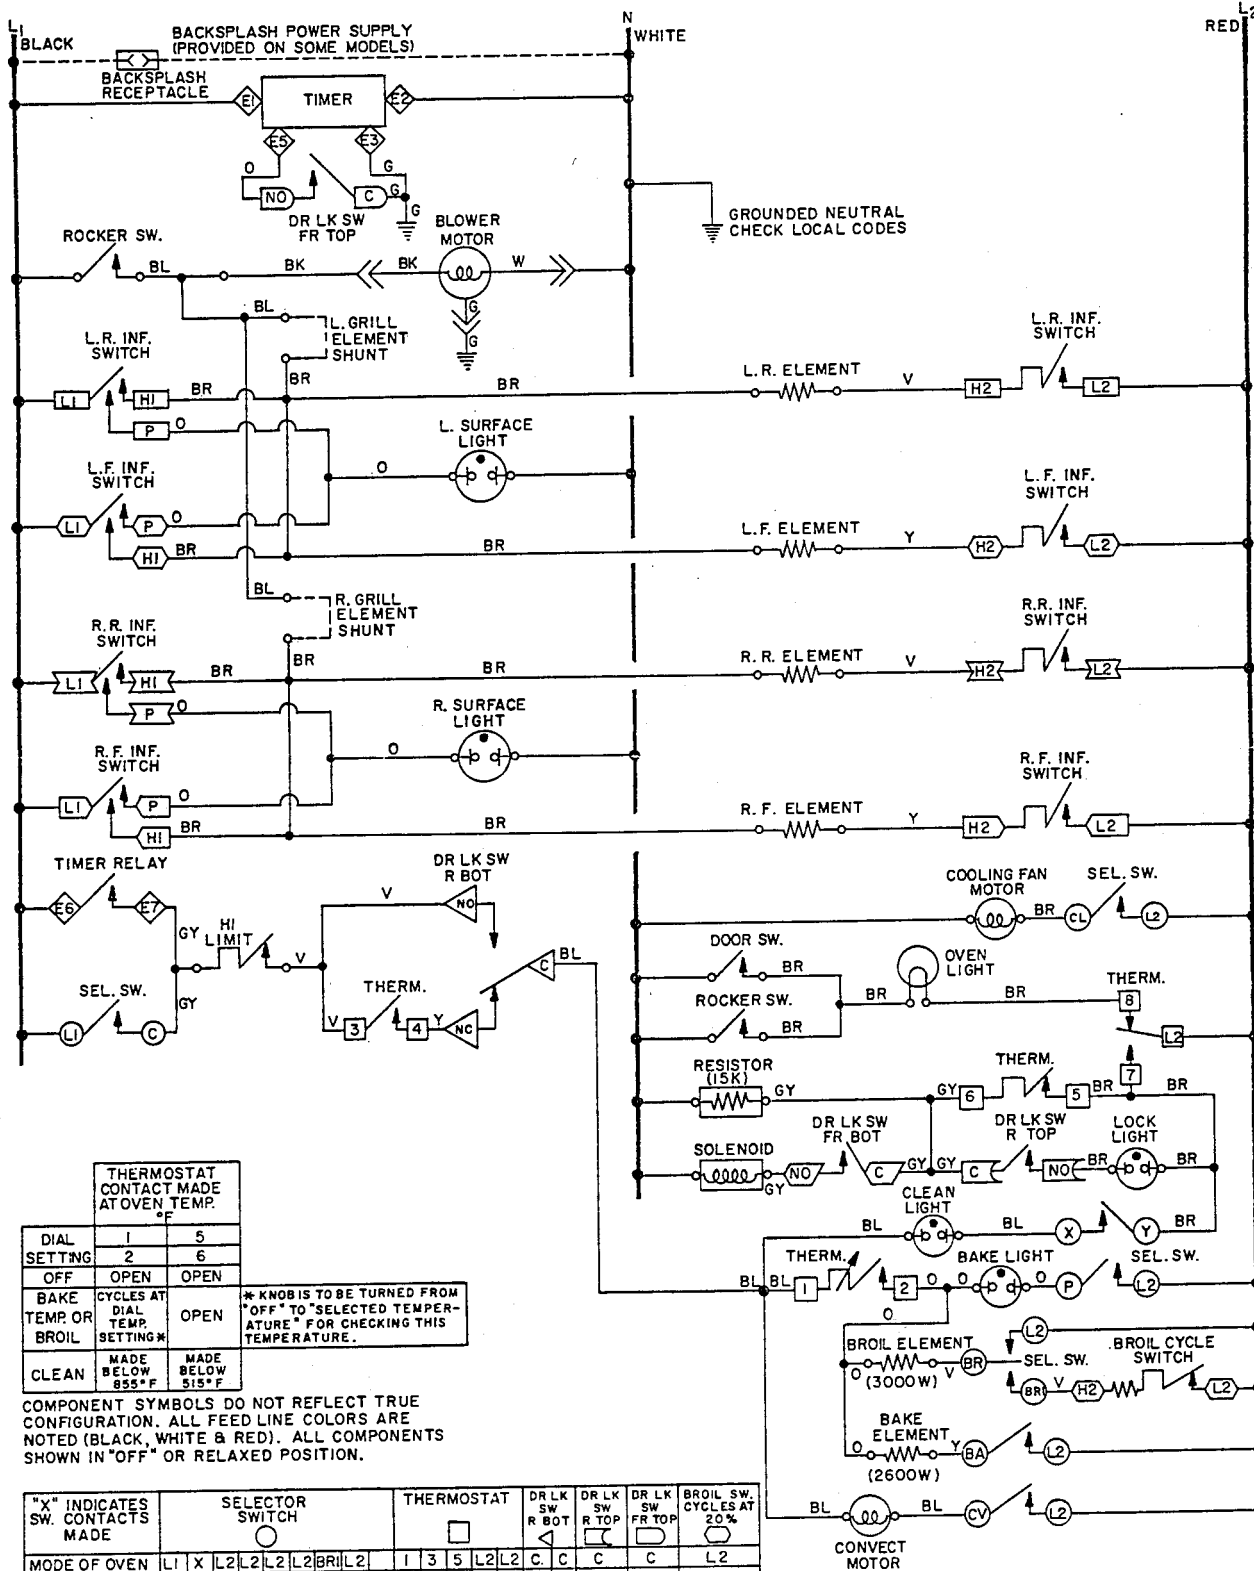 L1
BLACK
BACKSPLASH POWER SUPPLY
(PROVIDED ON SOME MODELS)
N
WHITE
L2
RED
BACKSPLASH
RECEPTACLE
E1
TIMER
E2
E5
E3
O
G
NO
C
G
G
DR LK SW
FR TOP
GROUNDED NEUTRAL
CHECK LOCAL CODES
ROCKER SW.
BL
BK
BK
BLOWER
MOTOR
W
G
G
BL
L. GRILL
ELEMENT
SHUNT
BR
L.R. INF.
SWITCH
L1
HI
BR
BR
L.R. ELEMENT
V
H2
L.R. INF.
SWITCH
L2
P
O
L. SURFACE
LIGHT
O
L.F. INF.
SWITCH
L1
P
O
HI
BR
BR
L.F. ELEMENT
Y
H2
L.F. INF.
SWITCH
L2
BL
R. GRILL
ELEMENT
SHUNT
BR
R.R. INF.
SWITCH
L1
HI
BR
BR
R.R. ELEMENT
V
H2
R.R. INF.
SWITCH
L2
P
O
R. SURFACE
LIGHT
O
R.F. INF.
SWITCH
L1
P
O
HI
BR
BR
R.F. ELEMENT
Y
H2
R.F. INF.
SWITCH
L2
TIMER RELAY
E6
E7
GY
HI
LIMIT
V
V
DR LK SW
R BOT
NO
C
BL
SEL. SW.
L1
C
GY
V
3
THERM.
4
Y
NC
COOLING FAN
MOTOR
BR
CL
SEL. SW.
L2
DOOR SW.
BR
ROCKER SW.
BR
BR
OVEN
LIGHT
BR
THERM.
8
L2
7
RESISTOR
(15K)
GY
GY
6
THERM.
5
BR
BR
SOLENOID
GY
NO
DR LK SW
FR BOT
C
GY
GY
C
DR LK SW
R TOP
NO
BR
LOCK
LIGHT
BR
CLEAN
LIGHT
BL
BL
X
Y
BR
BL
BL
1
THERM.
2
O
O
BAKE LIGHT
O
P
SEL. SW.
L2
O
BROIL ELEMENT
O
(3000W)
V
BR
SEL. SW.
L2
BR1
V
H2
BROIL CYCLE
SWITCH
L2
BAKE
ELEMENT
O
(2600W)
Y
BA
L2
BL
BL
CV
L2
CONVECT
MOTOR
THERMOSTAT
CONTACT MADE
AT OVEN TEMP.
°F
DIAL SETTING
1
5
2
6
OFF
OPEN
OPEN
BAKE
TEMP. OR
BROIL
CYCLES AT
DIAL
TEMP.
SETTING*
OPEN
* KNOB IS TO BE TURNED FROM
"OFF" TO "SELECTED TEMPER-
ATURE" FOR CHECKING THIS
TEMPERATURE.
CLEAN
MADE
BELOW
855°F
MADE
BELOW
515°F
COMPONENT SYMBOLS DO NOT REFLECT TRUE
CONFIGURATION. ALL FEED LINE COLORS ARE
NOTED (BLACK, WHITE & RED). ALL COMPONENTS
SHOWN IN "OFF" OR RELAXED POSITION.
"X" INDICATES
SW. CONTACTS
MADE
SELECTOR
SWITCH
THERMOSTAT
DR LK
SW
R BOT
DR LK
SW
R TOP
DR LK
SW
FR TOP
BROIL SW.
CYCLES AT
20%
MODE OF OVEN L1 X L2 L2 L2 L2 BR1 L2 1 3 5 L2 L2 C C C C L2